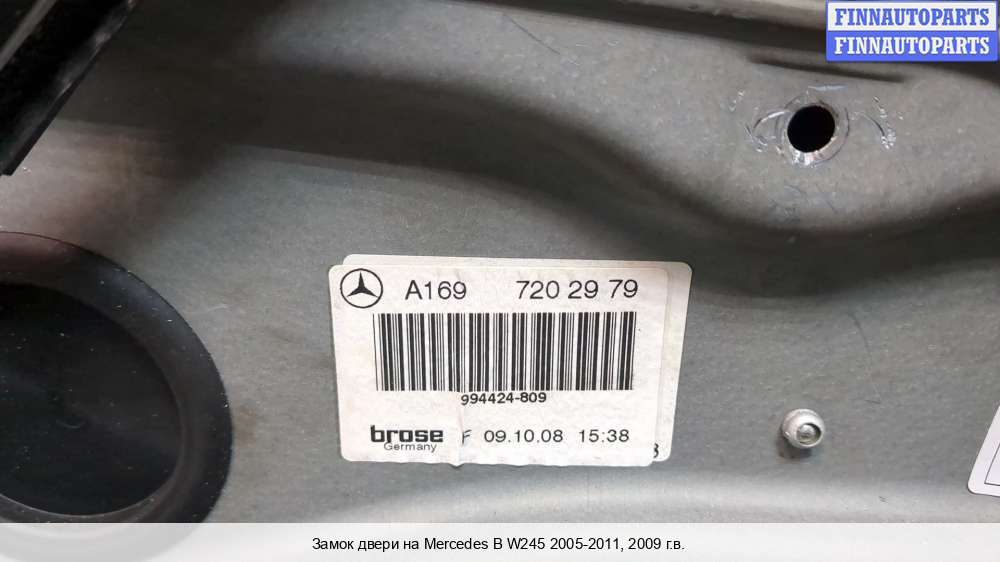 FINNAUTOPARTS
FINNAUTOPARTS
A169 720 29 79
994424-809
brose F 09.10.08 15:38
Germany
Замок двери на Mercedes B W245 2005-2011, 2009 г.в.